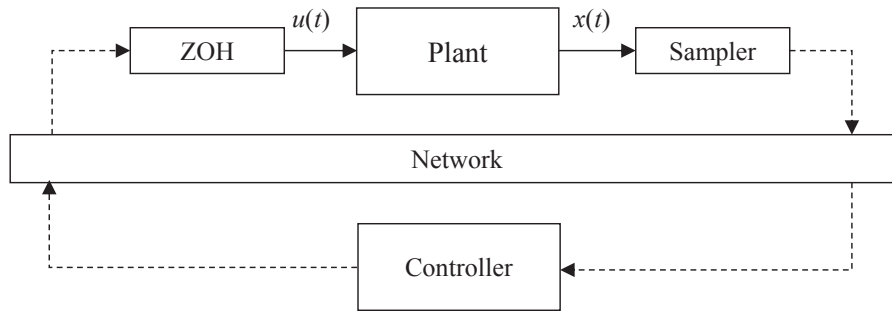 u(t)
x(t)
ZOH
Plant
Sampler
Network
Controller